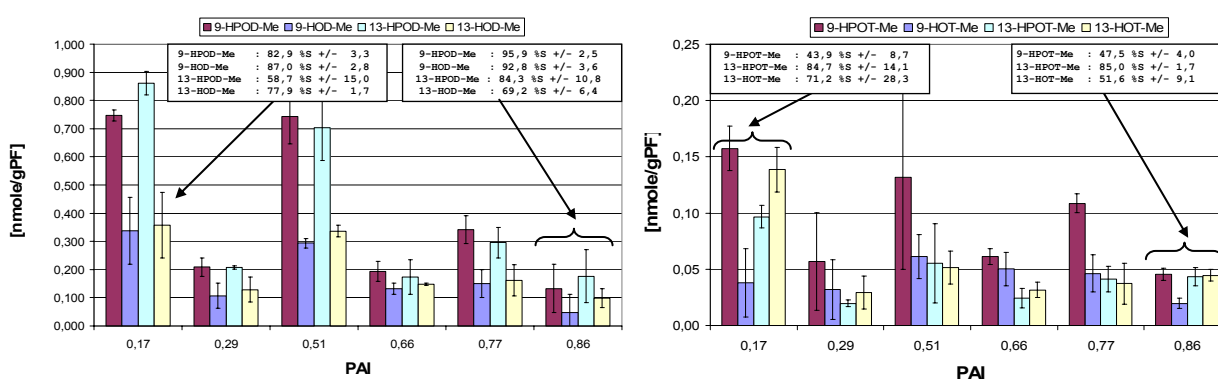 9-HPOD-Me 9-HOD-Me 13-HPOD-Me 13-HOD-Me
[nmole/gPF]
1,000
0,900
0,800
0,700
0,600
0,500
0,400
0,300
0,200
0,100
0,000
9-HPOD-Me : 82,9 %S +/- 3,3
9-HOD-Me : 87,0 %S +/- 2,8
13-HPOD-Me : 58,7 %S +/- 15,0
13-HOD-Me : 77,9 %S +/- 1,7
9-HPOD-Me : 95,9 %S +/- 2,5
9-HOD-Me : 92,8 %S +/- 3,6
13-HPOD-Me : 84,3 %S +/- 10,8
13-HOD-Me : 69,2 %S +/- 6,4
0,17 0,29 0,51 0,66 0,77 0,86
PAI
9-HPOT-Me 9-HOT-Me 13-HPOT-Me 13-HOT-Me
[nmole/gPF]
0,25
0,20
0,15
0,10
0,05
0,00
9-HPOT-Me : 43,9 %S +/- 8,7
13-HPOT-Me : 84,7 %S +/- 14,1
13-HOT-Me : 71,2 %S +/- 28,3
9-HPOT-Me : 47,5 %S +/- 4,0
13-HPOT-Me : 85,0 %S +/- 1,7
13-HOT-Me : 51,6 %S +/- 9,1
0,17 0,29 0,51 0,66 0,77 0,86
PAI